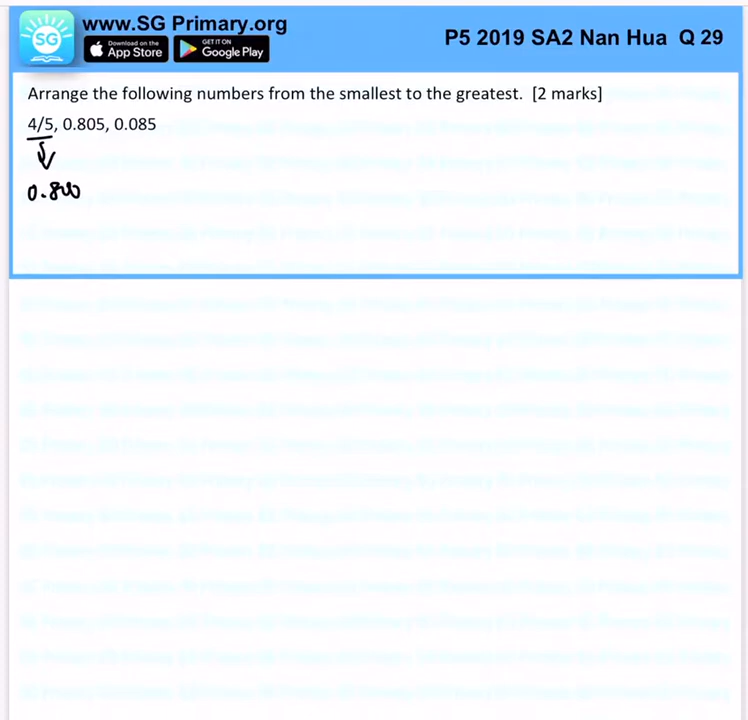 www.SG Primary.org
SG
Download on the App Store
GET IT ON Google Play
P5 2019 SA2 Nan Hua Q 29
Arrange the following numbers from the smallest to the greatest. [2 marks]
4/5, 0.805, 0.085
0.800